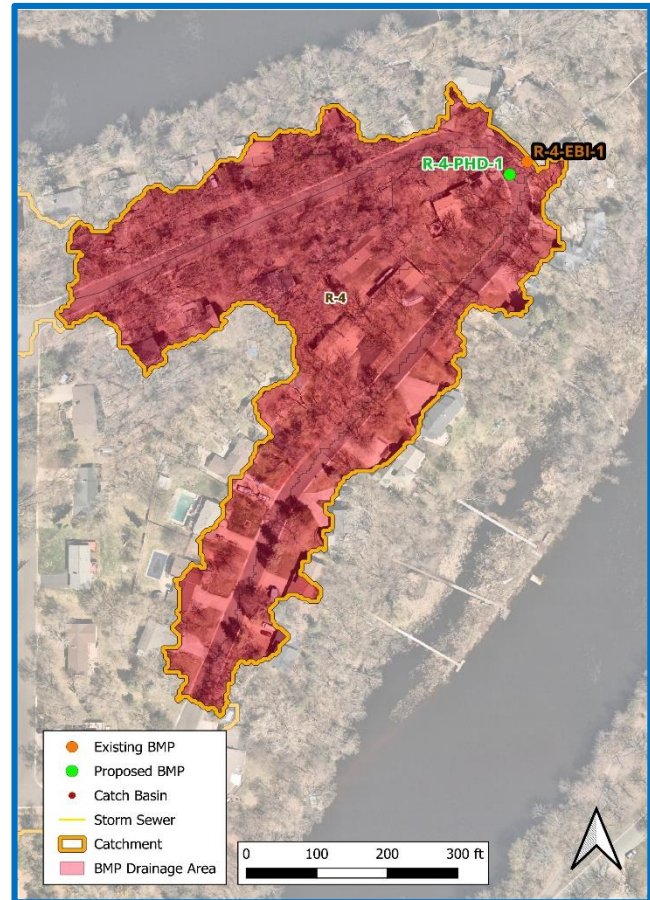 R-4-EBI-1
R-4-PHD-1
R-4
Existing BMP
Proposed BMP
Catch Basin
Storm Sewer
Catchment
BMP Drainage Area
0 100 200 300 ft